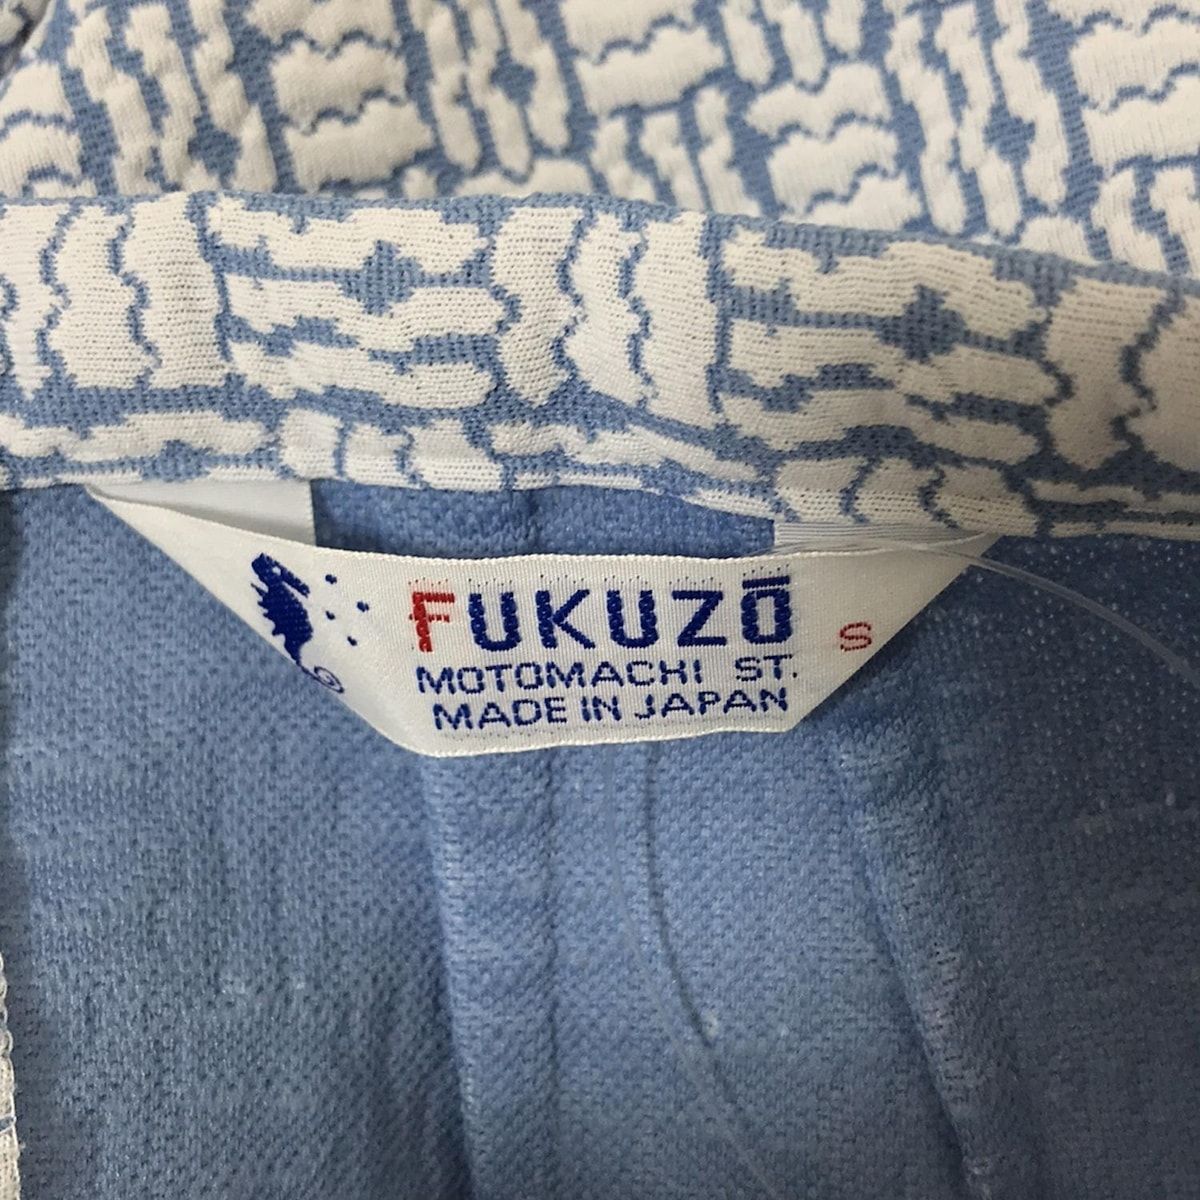 FUKUZŌ S
MOTOMACHI ST.
MADE IN JAPAN